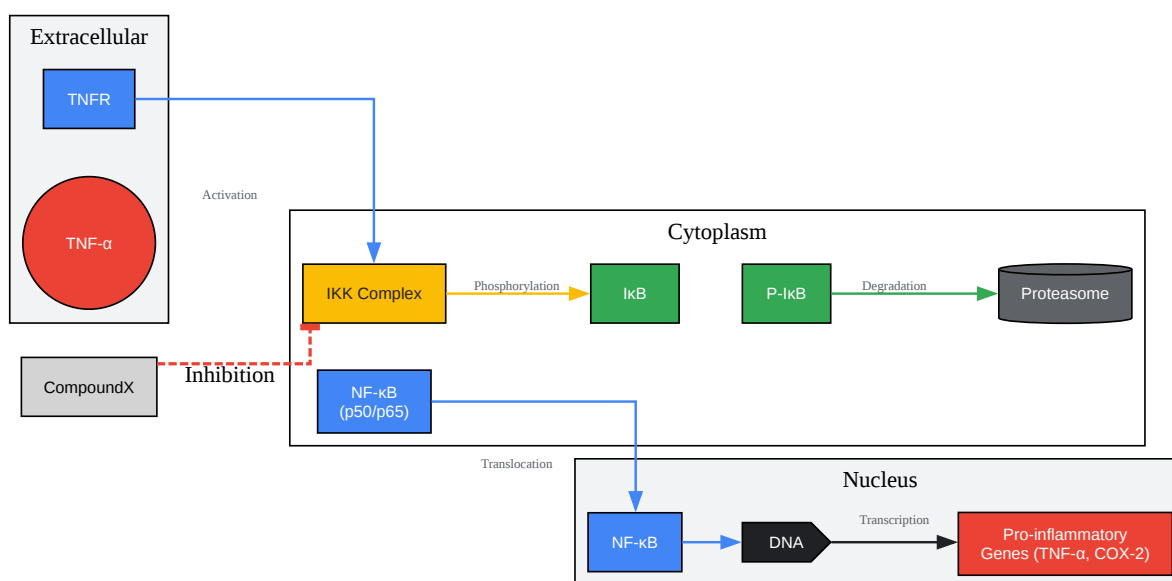 Extracellular
TNFR
TNF-α
Activation
Cytoplasm
IKK Complex
Phosphorylation
IκB
P-IκB
Degradation
Proteasome
CompoundX
Inhibition
NF-κB
(p50/p65)
Translocation
Nucleus
NF-κB
DNA
Transcription
Pro-inflammatory
Genes (TNF-α, COX-2)